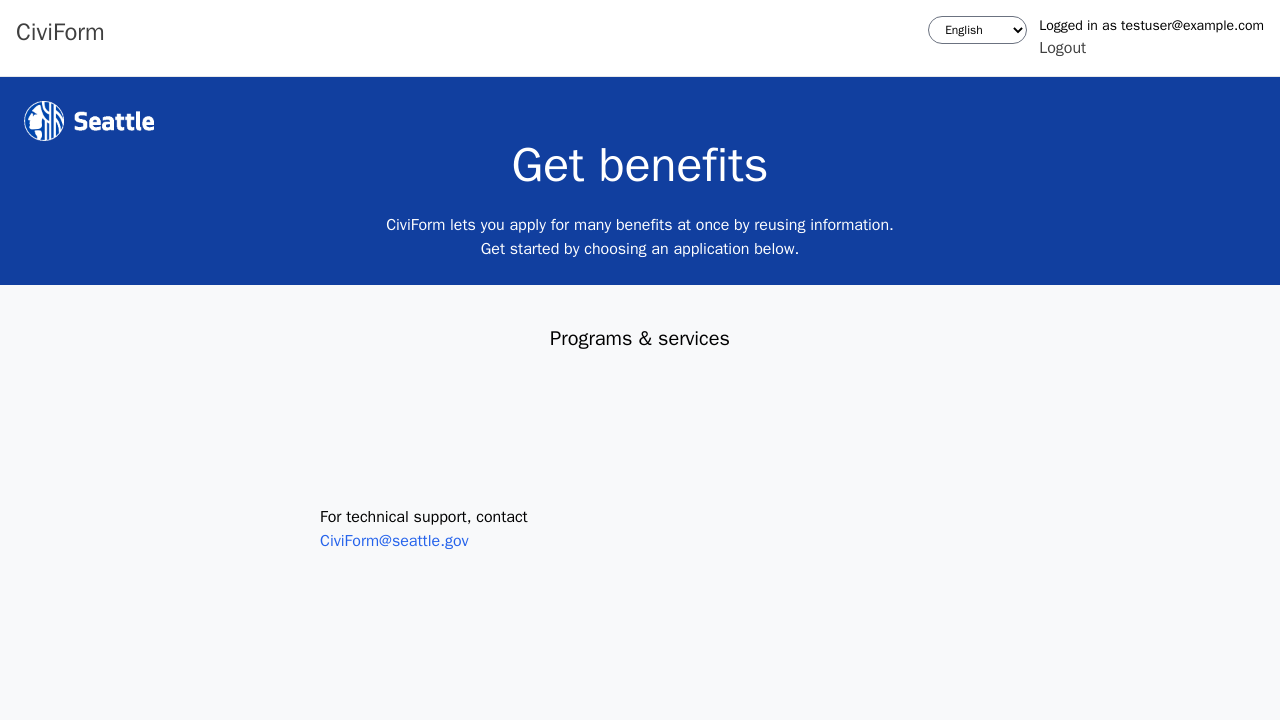 CiviForm
English
Logged in as testuser@example.com
Logout
Seattle
Get benefits
CiviForm lets you apply for many benefits at once by reusing information.
Get started by choosing an application below.
Programs & services
For technical support, contact
CiviForm@seattle.gov